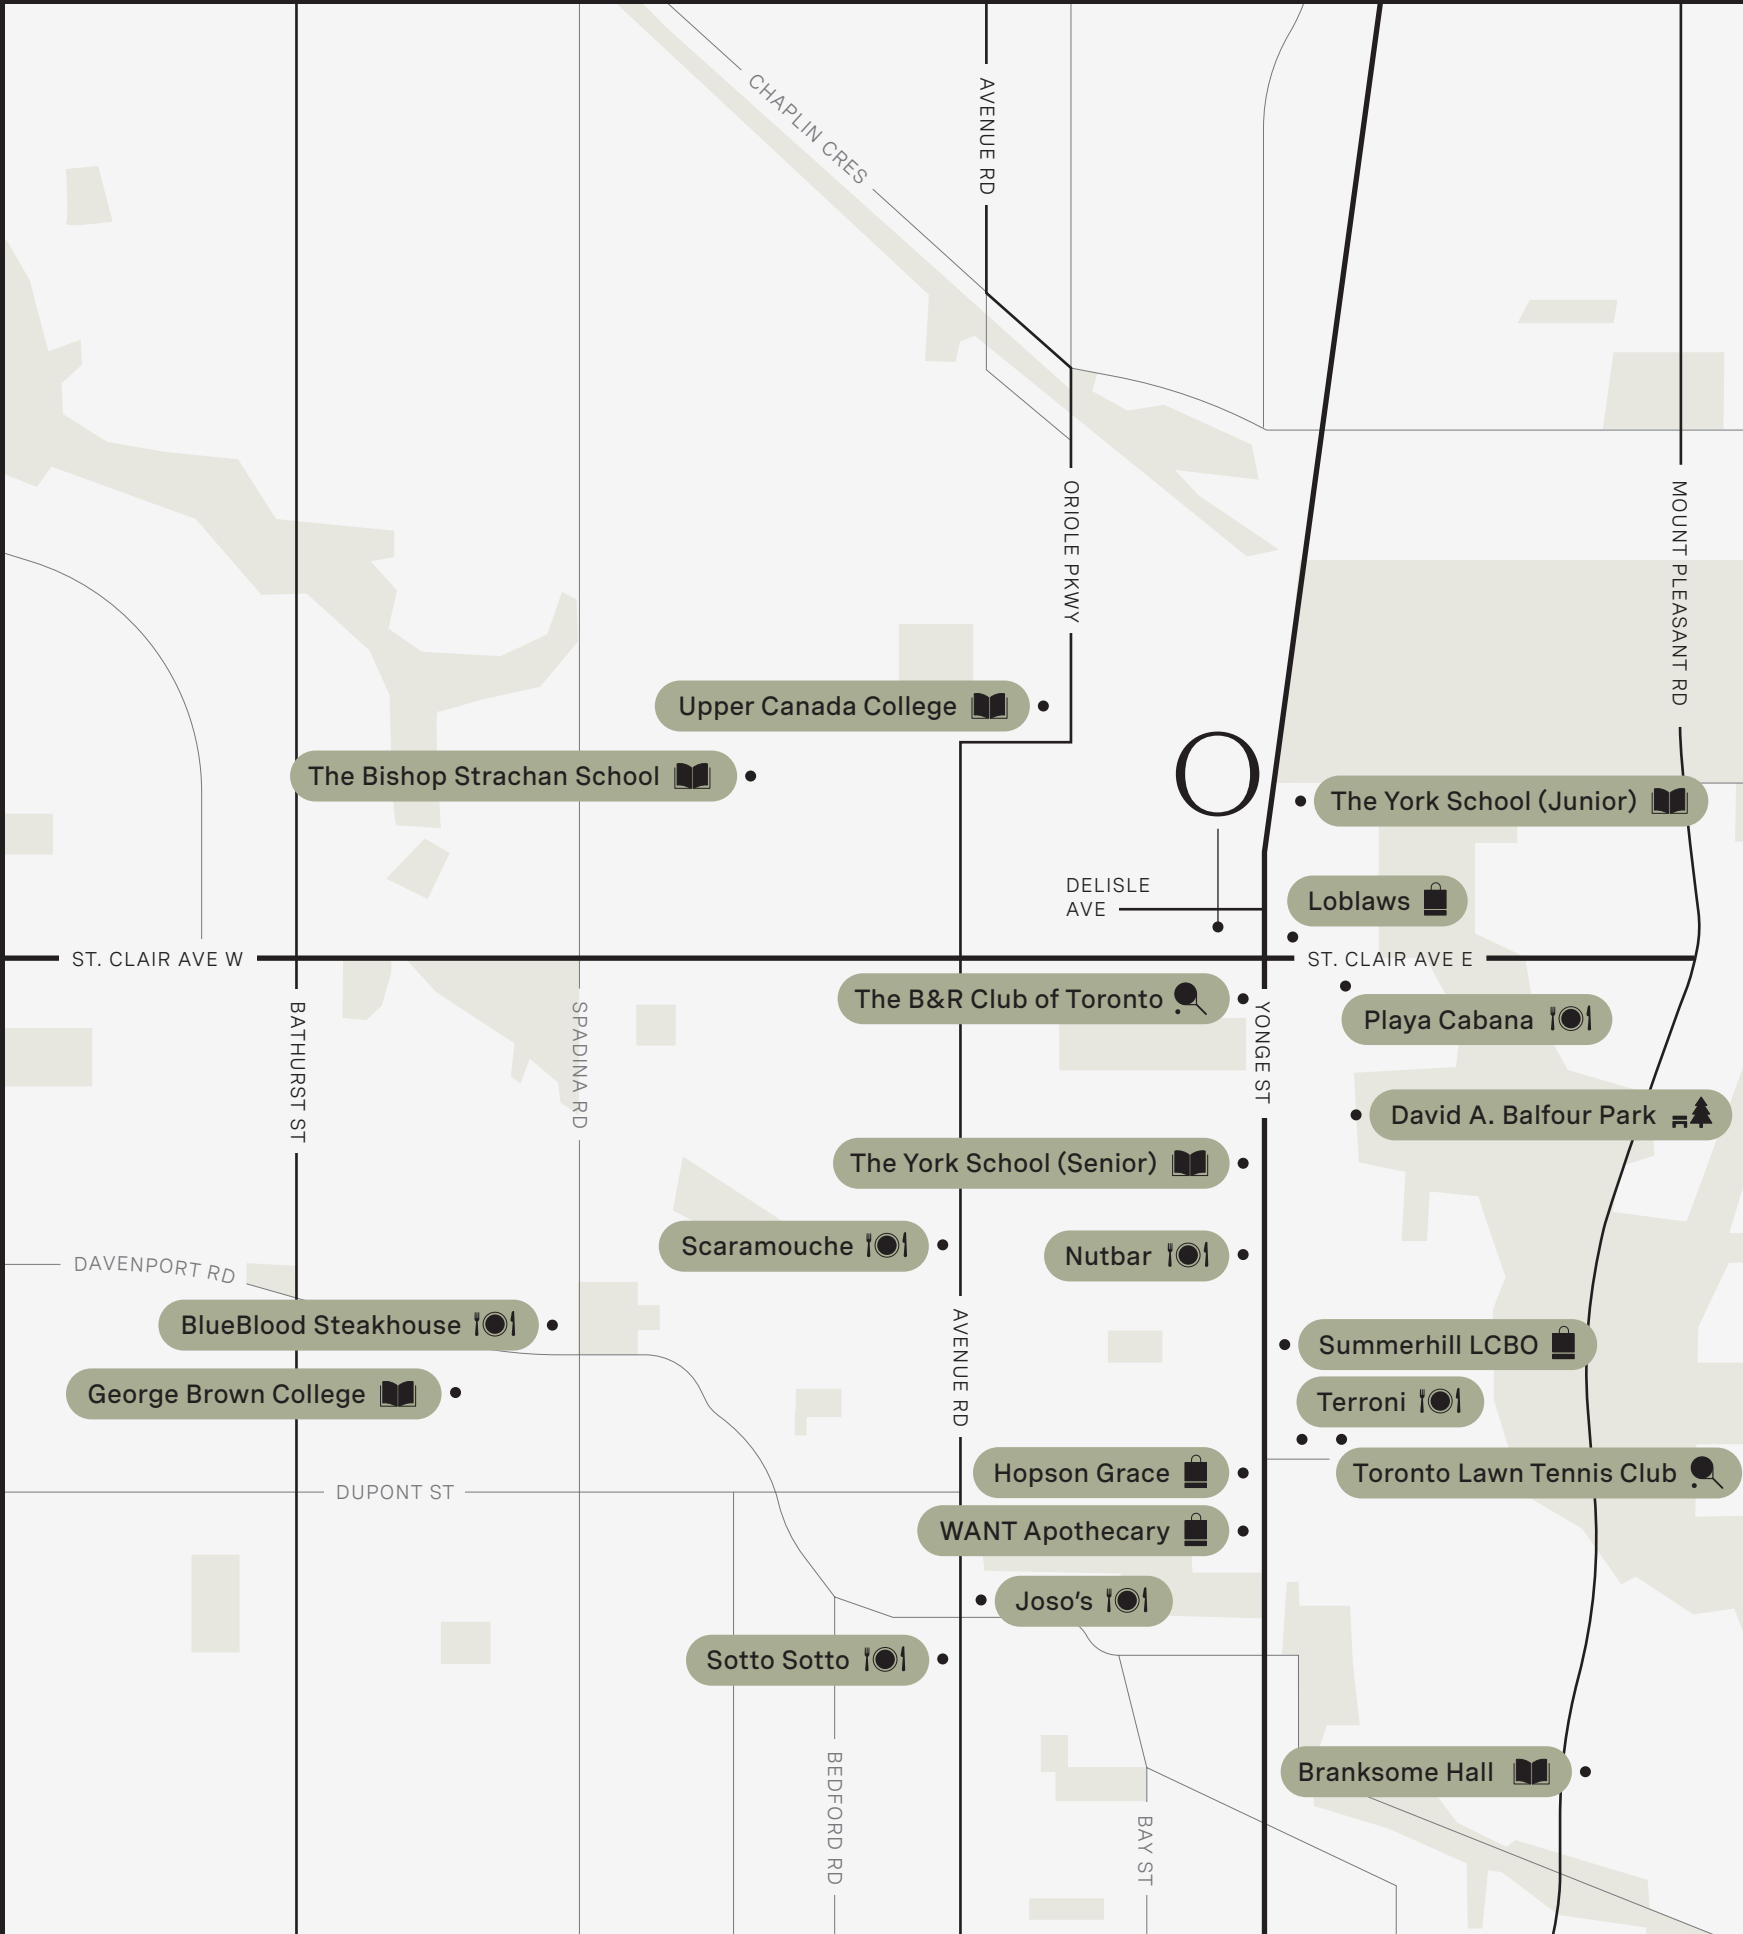 CHAPLIN CRES
AVENUE RD
ORIOLE PKWY
MOUNT PLEASANT RD
Upper Canada College
The Bishop Strachan School
O
The York School (Junior)
DELISLE
AVE
Loblaws
ST. CLAIR AVE W
ST. CLAIR AVE E
The B&R Club of Toronto
Playa Cabana
BATHURST ST
SPADINA RD
YONGE ST
David A. Balfour Park
The York School (Senior)
Scaramouche
Nutbar
DAVENPORT RD
BlueBlood Steakhouse
Summerhill LCBO
AVENUE RD
George Brown College
Terroni
Hopson Grace
Toronto Lawn Tennis Club
DUPONT ST
WANT Apothecary
Joso's
Sotto Sotto
Branksome Hall
BEDFORD RD
BAY ST